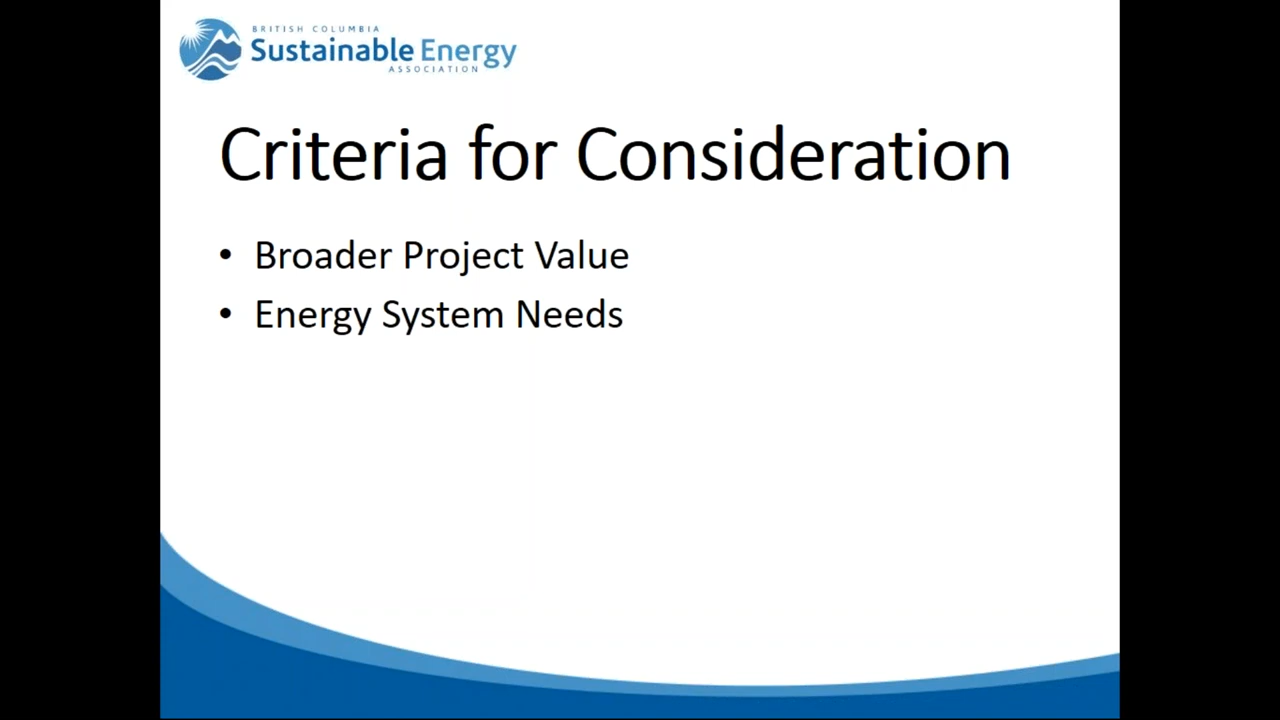 BRITISH COLUMBIA
Sustainable Energy
ASSOCIATION
Criteria for Consideration
• Broader Project Value
• Energy System Needs